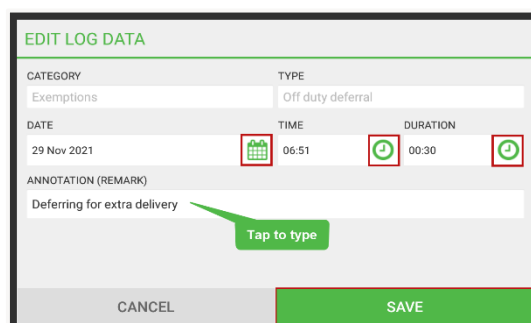 EDIT LOG DATA
CATEGORY TYPE
Exemptions Off duty deferral
DATE TIME DURATION
29 Nov 2021 06:51 00:30
ANNOTATION (REMARK)
Deferring for extra delivery
Tap to type
CANCEL SAVE